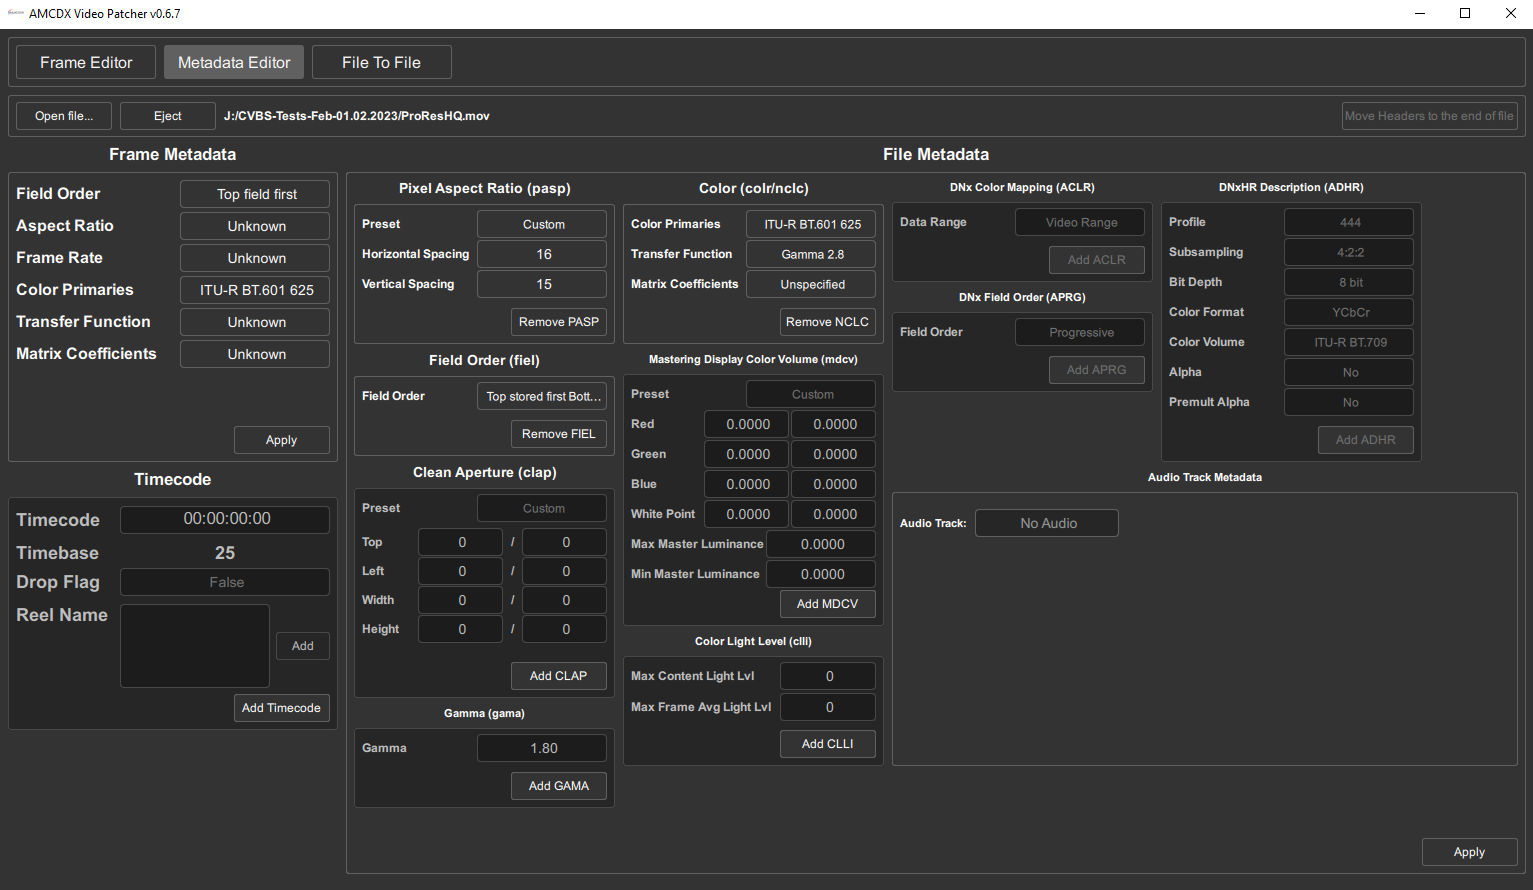 AMCDX Video Patcher v0.6.7
Frame Editor
Metadata Editor
File To File
Open file...
Eject
J:/CVBS-Tests-Feb-01.02.2023/ProResHQ.mov
Move Headers to the end of file
Frame Metadata
Field Order Top field first
Aspect Ratio Unknown
Frame Rate Unknown
Color Primaries ITU-R BT.601 625
Transfer Function Unknown
Matrix Coefficients Unknown
Apply
Timecode
Timecode 00:00:00:00
Timebase 25
Drop Flag False
Reel Name
Add
Add Timecode
File Metadata
Pixel Aspect Ratio (pasp)
Preset Custom
Horizontal Spacing 16
Vertical Spacing 15
Remove PASP
Field Order (fiel)
Field Order Top stored first Bott...
Remove FIEL
Clean Aperture (clap)
Preset Custom
Top 0 / 0
Left 0 / 0
Width 0 / 0
Height 0 / 0
Add CLAP
Gamma (gama)
Gamma 1.80
Add GAMA
Color (colr/nclc)
Color Primaries ITU-R BT.601 625
Transfer Function Gamma 2.8
Matrix Coefficients Unspecified
Remove NCLC
Mastering Display Color Volume (mdcv)
Preset Custom
Red 0.0000 0.0000
Green 0.0000 0.0000
Blue 0.0000 0.0000
White Point 0.0000 0.0000
Max Master Luminance 0.0000
Min Master Luminance 0.0000
Add MDCV
Color Light Level (clli)
Max Content Light Lvl 0
Max Frame Avg Light Lvl 0
Add CLLI
DNx Color Mapping (ACLR)
Data Range Video Range
Add ACLR
DNx Field Order (APRG)
Field Order Progressive
Add APRG
DNxHR Description (ADHR)
Profile 444
Subsampling 4:2:2
Bit Depth 8 bit
Color Format YCbCr
Color Volume ITU-R BT.709
Alpha No
Premult Alpha No
Add ADHR
Audio Track Metadata
Audio Track: No Audio
Apply